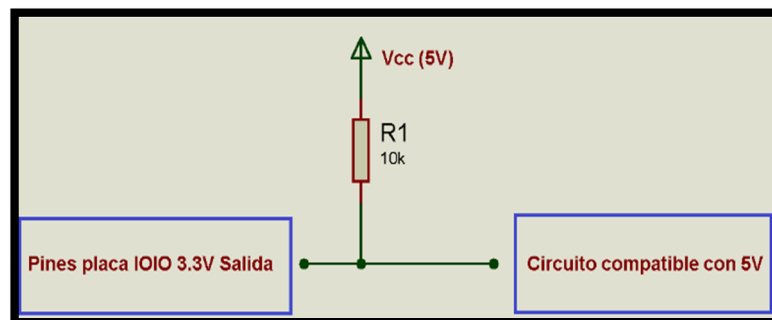 Vcc (5V)
R1
10k
Pines placa IOIO 3.3V Salida
Circuito compatible con 5V